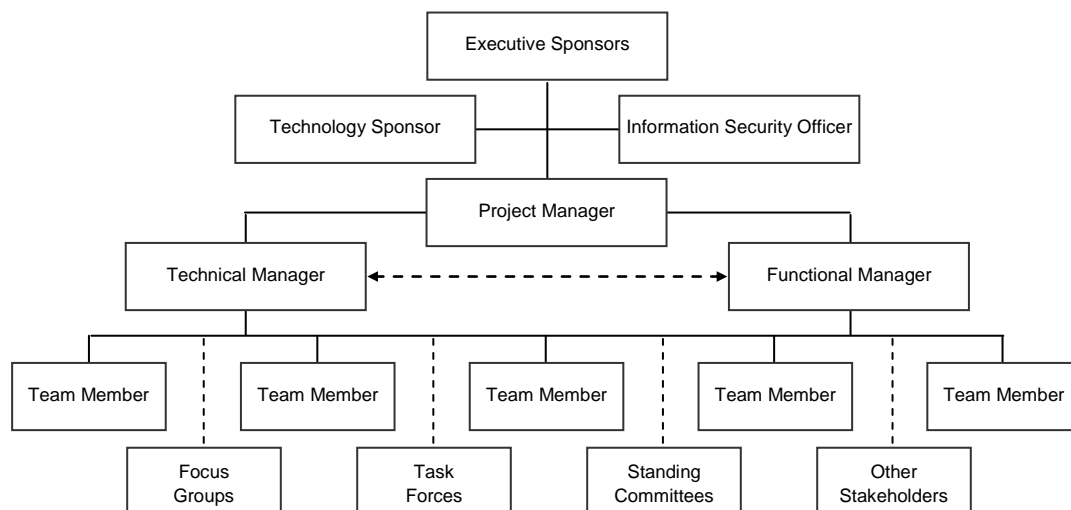 Executive Sponsors
Technology Sponsor
Information Security Officer
Project Manager
Technical Manager
Functional Manager
Team Member
Team Member
Team Member
Team Member
Team Member
Focus
Groups
Task
Forces
Standing
Committees
Other
Stakeholders